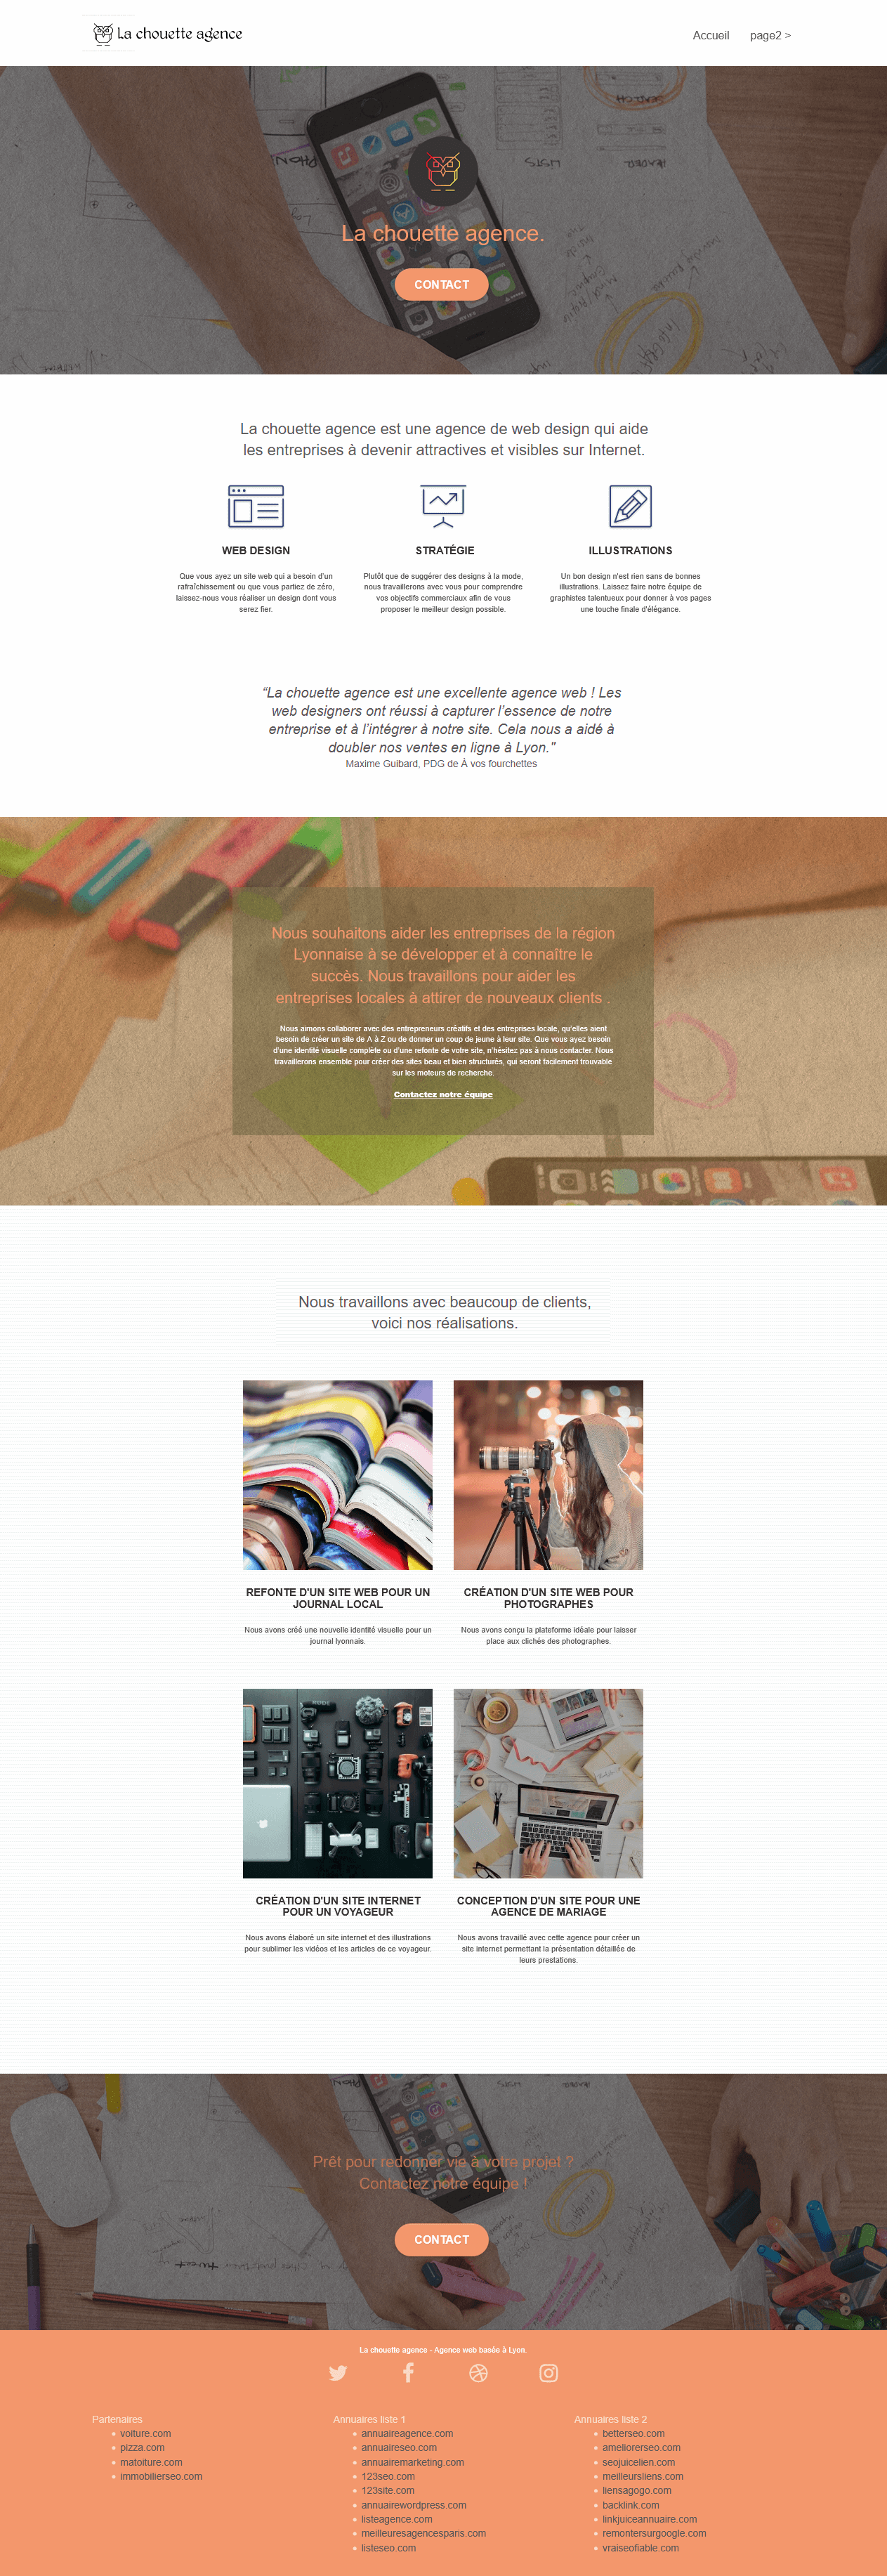 La chouette agence
Accueil page2 >
La chouette agence.
CONTACT
La chouette agence est une agence de web design qui aide
les entreprises à devenir attractives et visibles sur Internet.
WEB DESIGN
Que vous ayez un site web qui a besoin d'un
rafraîchissement ou que vous partiez de zéro,
laissez-nous vous réaliser un design dont vous
serez fier.
STRATÉGIE
Plutôt que de suggérer des designs à la mode,
nous travaillerons avec vous pour comprendre
vos objectifs commerciaux afin de vous
proposer le meilleur design possible.
ILLUSTRATIONS
Un bon design n'est rien sans de bonnes
illustrations. Laissez faire notre équipe de
graphistes talentueux pour donner à vos pages
une touche finale d'élégance.
“La chouette agence est une excellente agence web ! Les
web designers ont réussi à capturer l'essence de notre
entreprise et à l'intégrer à notre site. Cela nous a aidé à
doubler nos ventes en ligne à Lyon."
Maxime Guibard, PDG de À vos fourchettes
Nous souhaitons aider les entreprises de la région
Lyonnaise à se développer et à connaître le
succès. Nous travaillons pour aider les
entreprises locales à attirer de nouveaux clients .
Nous aimons collaborer avec des entrepreneurs créatifs et des entreprises locale, qu'elles aient
besoin de créer un site de A à Z ou de donner un coup de jeune à leur site. Que vous ayez besoin
d'une identité visuelle complète ou d'une refonte de votre site, n'hésitez pas à nous contacter. Nous
travaillerons ensemble pour créer des sites beau et bien structurés, qui seront facilement trouvable
sur les moteurs de recherche.
Contactez notre équipe
Nous travaillons avec beaucoup de clients,
voici nos réalisations.
REFONTE D'UN SITE WEB POUR UN
JOURNAL LOCAL
Nous avons créé une nouvelle identité visuelle pour un
journal lyonnais.
CRÉATION D'UN SITE WEB POUR
PHOTOGRAPHES
Nous avons conçu la plateforme idéale pour laisser
place aux clichés des photographes.
CRÉATION D'UN SITE INTERNET
POUR UN VOYAGEUR
Nous avons élaboré un site internet et des illustrations
pour sublimer les vidéos et les articles de ce voyageur.
CONCEPTION D'UN SITE POUR UNE
AGENCE DE MARIAGE
Nous avons travaillé avec cette agence pour créer un
site internet permettant la présentation détaillée de
leurs prestations.
Prêt pour redonner vie à votre projet ?
Contactez notre équipe !
CONTACT
La chouette agence - Agence web basée à Lyon.
Partenaires
voiture.com
pizza.com
matoiture.com
immobilierseo.com
Annuaires liste 1
annuaireagence.com
annuaireseo.com
annuairemarketing.com
123seo.com
123site.com
annuairewordpress.com
listeagence.com
meilleuresagencesparis.com
listeseo.com
Annuaires liste 2
betterseo.com
ameliorerseo.com
seojuicelien.com
meilleursliens.com
liensagogo.com
backlink.com
linkjuiceannuaire.com
remontersurgoogle.com
vraiseofiable.com